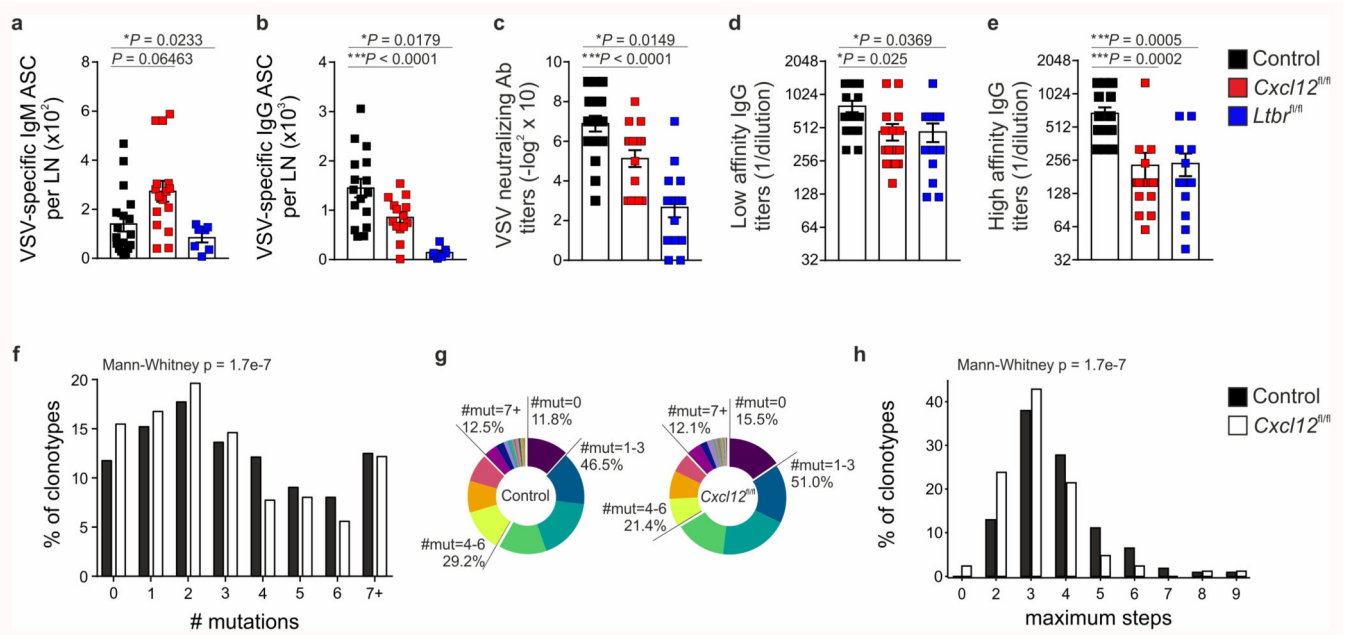 a
*P = 0.0233
P = 0.06463
VSV-specific IgM ASC
per LN (x10²)
8
6
4
2
0
b
*P = 0.0179
***P < 0.0001
VSV-specific IgG ASC
per LN (x10³)
4
3
2
1
0
c
*P = 0.0149
***P < 0.0001
VSV neutralizing Ab
titers (-log² x 10)
10
8
6
4
2
0
d
*P = 0.0369
*P = 0.025
Low affinity IgG
titers (1/dilution)
2048
1024
512
256
128
64
32
e
***P = 0.0005
***P = 0.0002
High affinity IgG
titers (1/dilution)
2048
1024
512
256
128
64
32
Control
Cxcl12fl/fl
Ltbrfl/fl
f
Mann-Whitney p = 1.7e-7
% of clonotypes
20
15
10
5
0
0 1 2 3 4 5 6 7+
# mutations
g
#mut=7+
12.5%
#mut=0
11.8%
#mut=1-3
46.5%
Control
#mut=4-6
29.2%
#mut=7+
12.1%
#mut=0
15.5%
#mut=1-3
51.0%
Cxcl12fl/fl
#mut=4-6
21.4%
h
Mann-Whitney p = 1.7e-7
% of clonotypes
40
30
20
10
0
0 2 3 4 5 6 7 8 9
maximum steps
Control
Cxcl12fl/fl